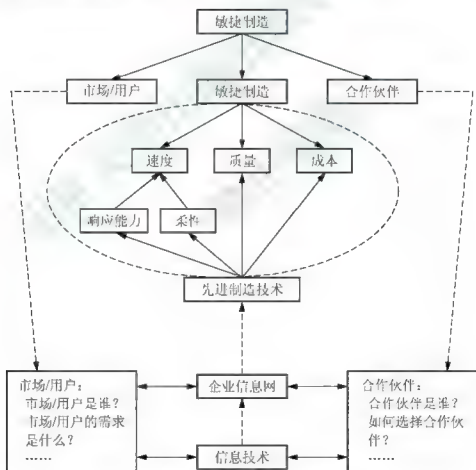 敏捷制造
市场/用户
敏捷制造
合作伙伴
速度
质量
成本
响应能力
柔性
先进制造技术
市场/用户：
市场/用户是谁？
市场/用户的需求
是什么？
……
企业信息网
信息技术
合作伙伴：
合作伙伴是谁？
如何选择合作伙
伴？
……